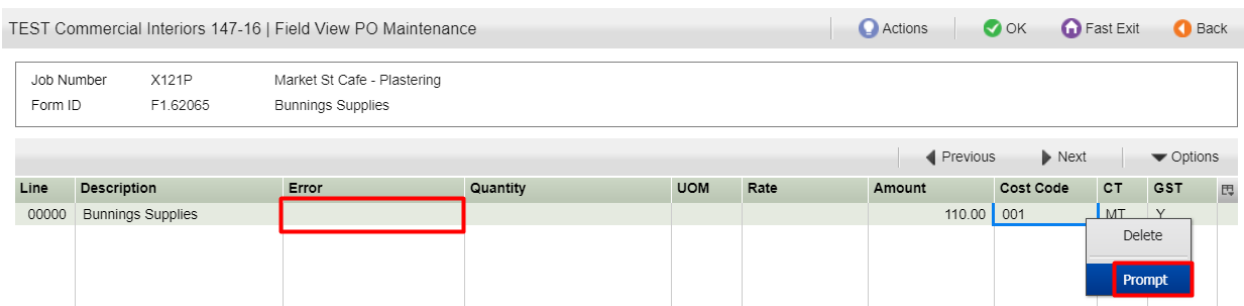 TEST Commercial Interiors 147-16 | Field View PO Maintenance Actions OK Fast Exit Back
Job Number X121P Market St Cafe - Plastering
Form ID F1.62065 Bunnings Supplies
Previous Next Options
Line Description Error Quantity UOM Rate Amount Cost Code CT GST
00000 Bunnings Supplies 110.00 001 MT Y
Delete
Prompt